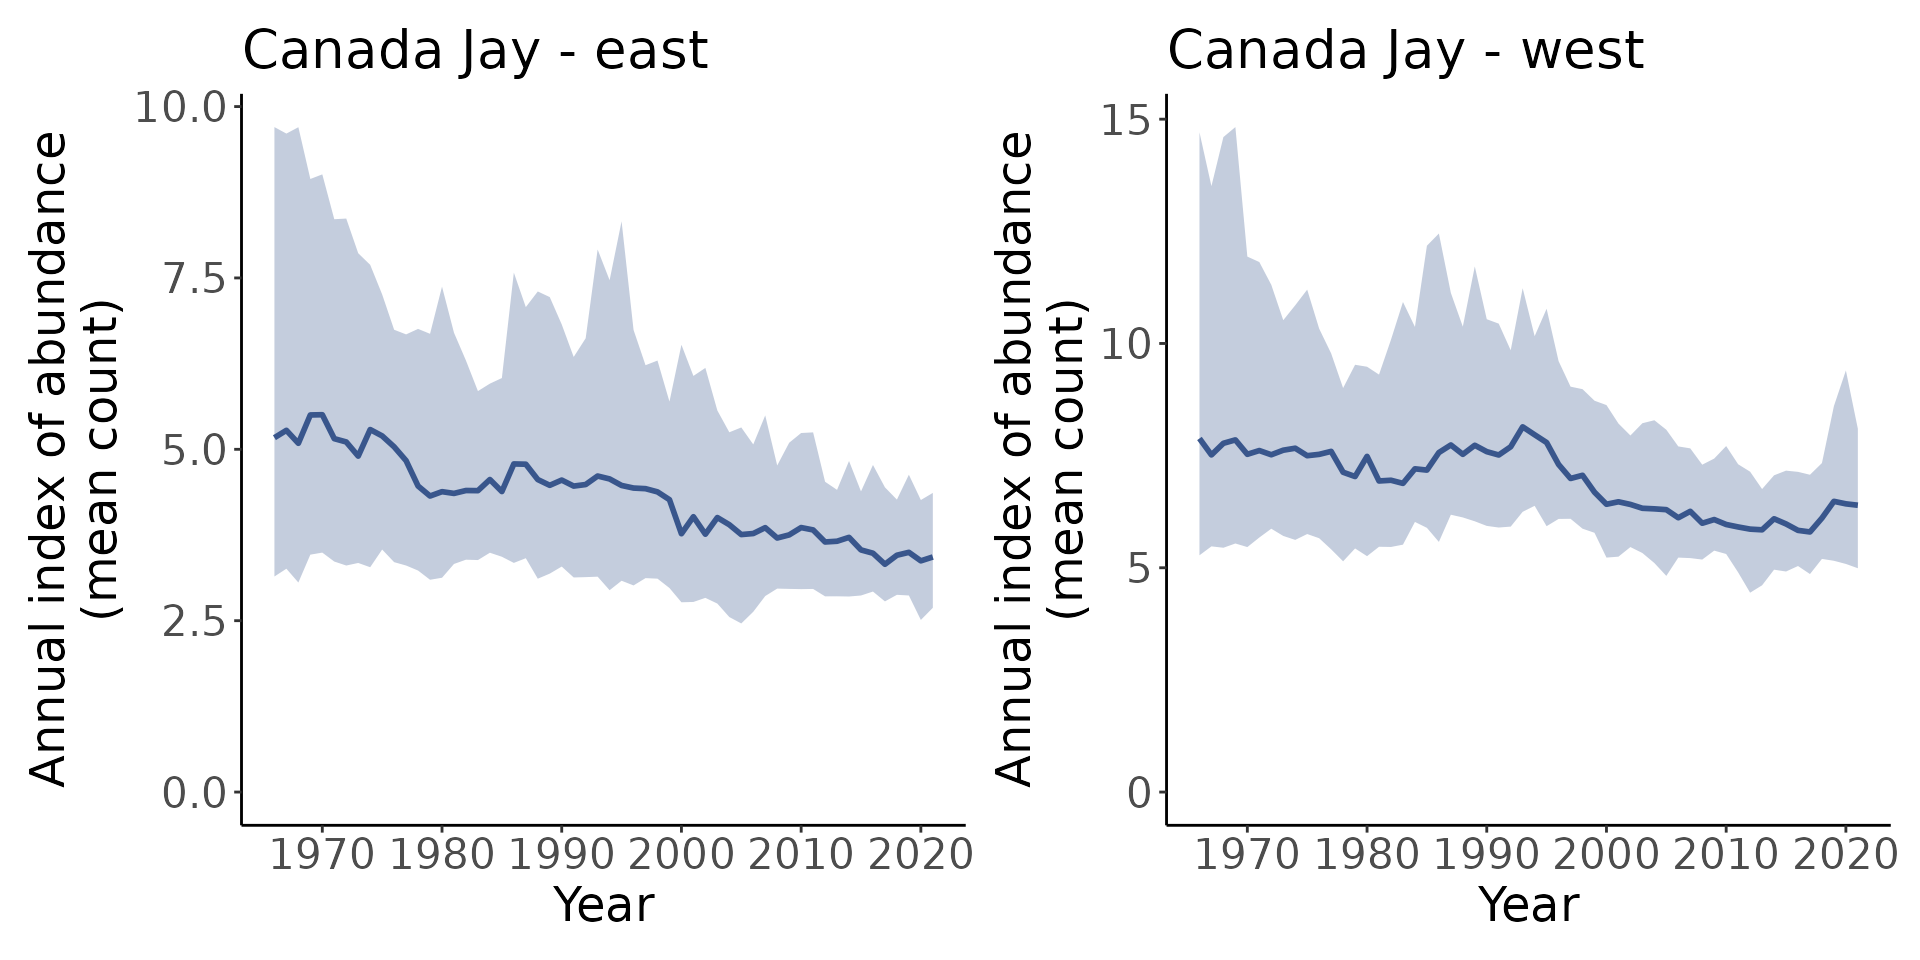 Canada Jay - east
Annual index of abundance
(mean count)
10.0
7.5
5.0
2.5
0.0
1970 1980 1990 2000 2010 2020
Year
Canada Jay - west
Annual index of abundance
(mean count)
15
10
5
0
1970 1980 1990 2000 2010 2020
Year